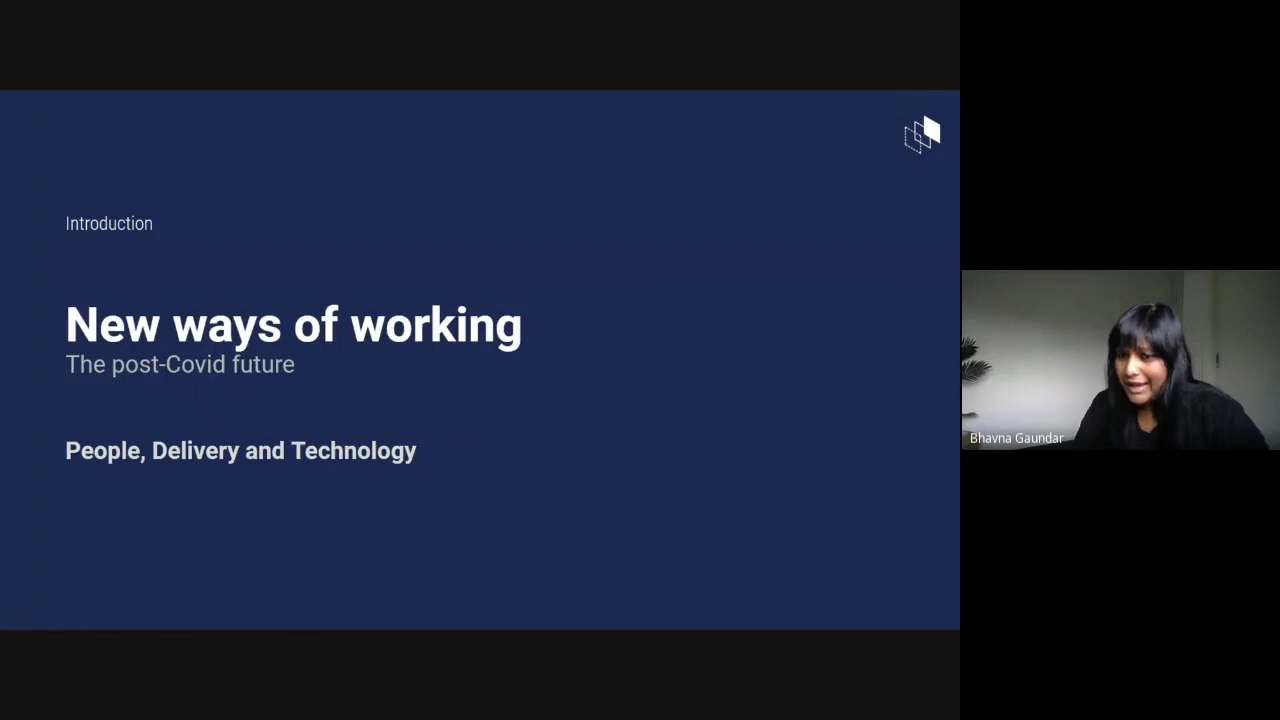 Introduction
New ways of working
The post-Covid future
People, Delivery and Technology
Bhavna Gaundar